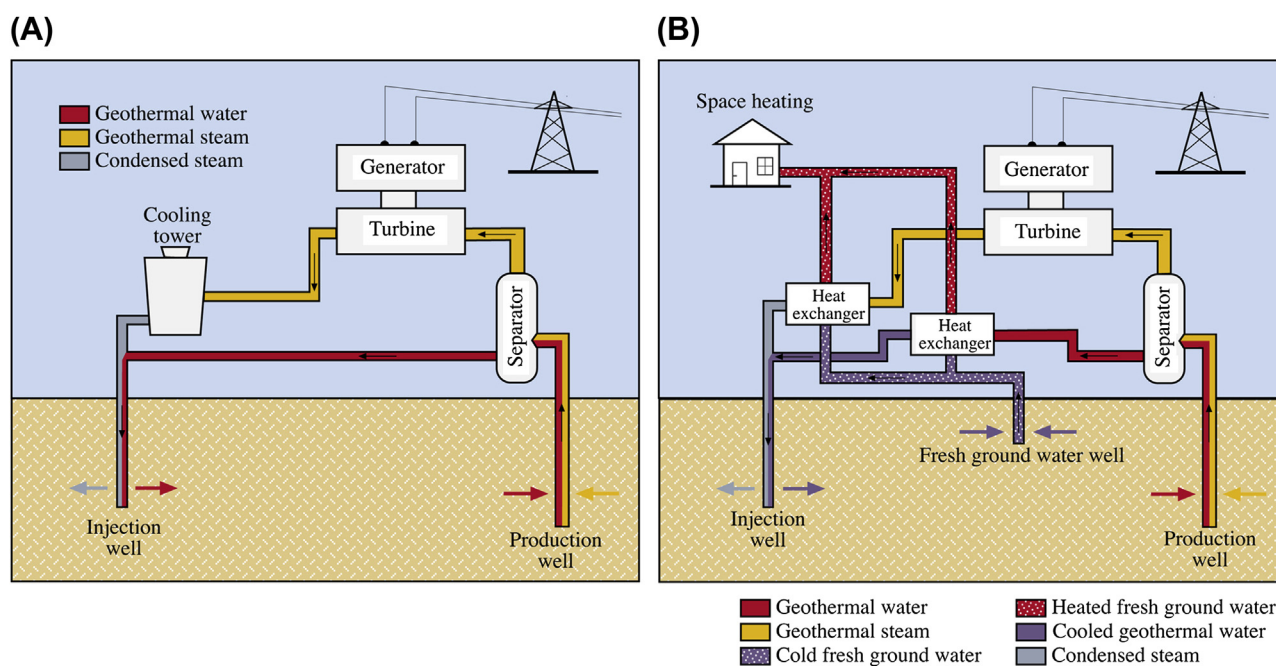 (A)
Geothermal water
Geothermal steam
Condensed steam
Generator
Turbine
Cooling
tower
Separator
Injection
well
Production
well
(B)
Space heating
Generator
Turbine
Heat
exchanger
Heat
exchanger
Separator
Fresh ground water well
Injection
well
Production
well
Geothermal water
Geothermal steam
Cold fresh ground water
Heated fresh ground water
Cooled geothermal water
Condensed steam